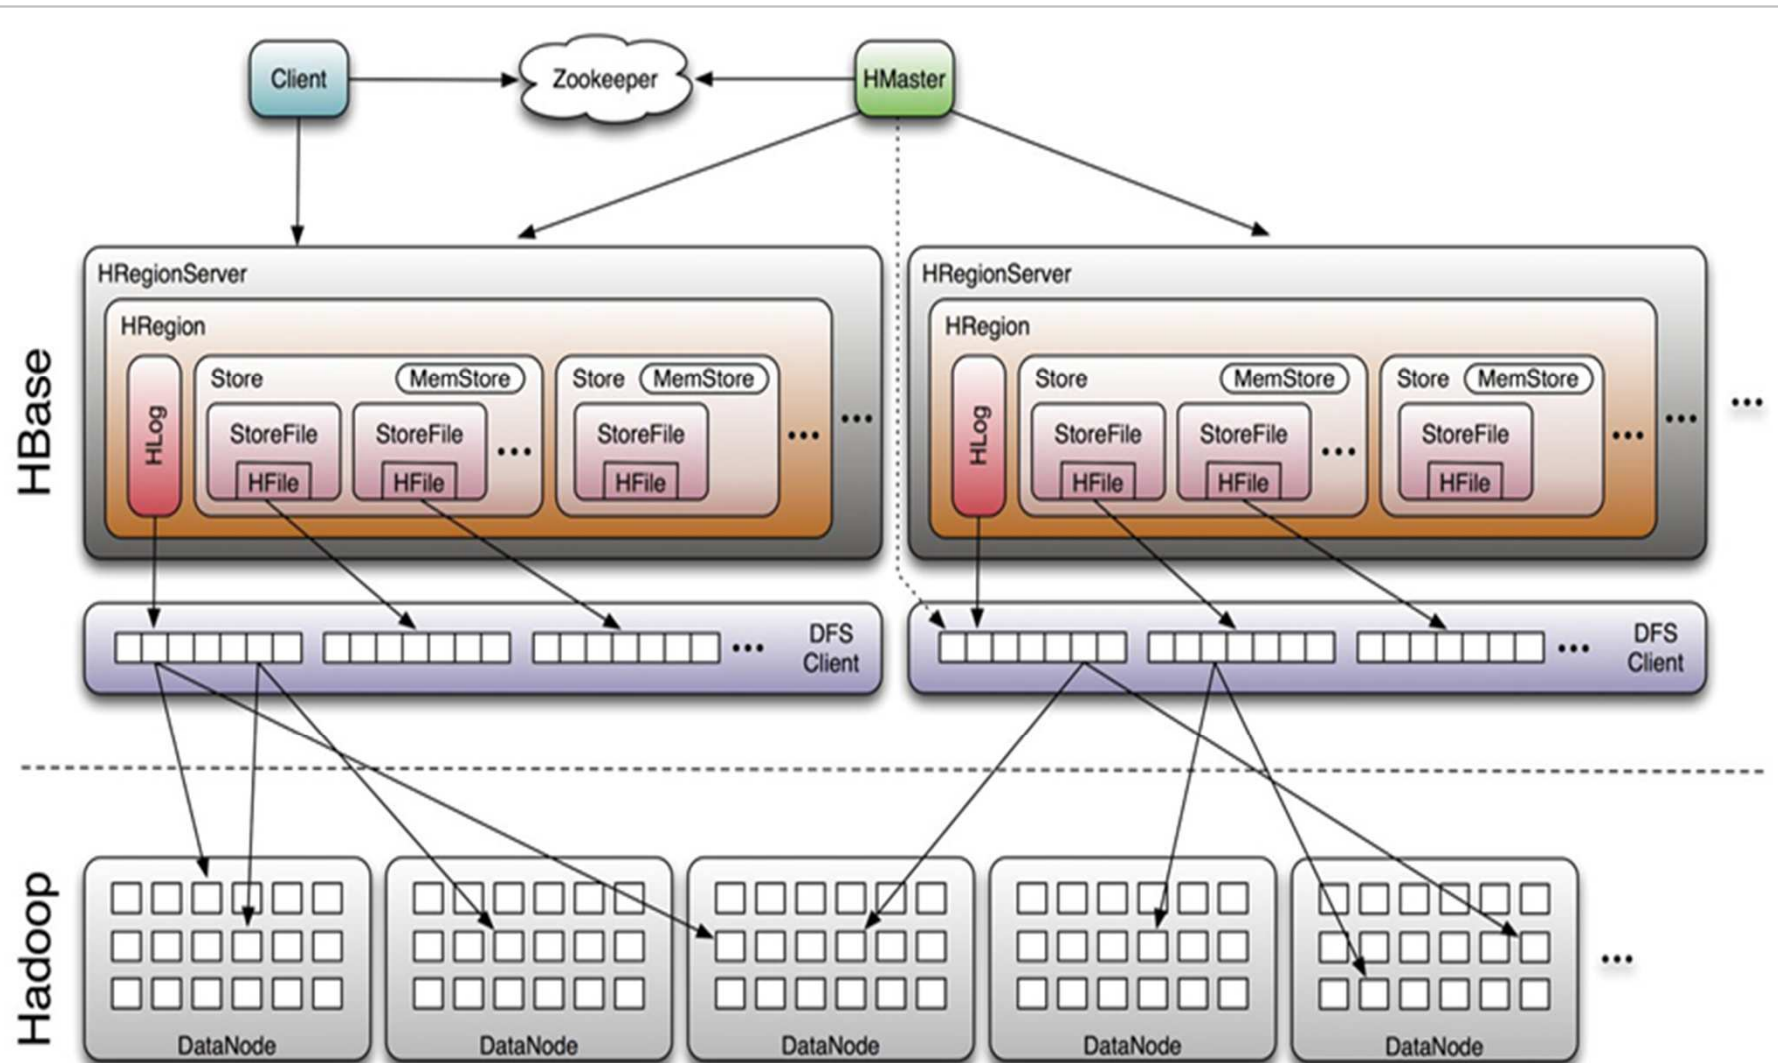 Client
Zookeeper
HMaster
HBase
HRegionServer
HRegion
HLog
Store
MemStore
StoreFile
HFile
StoreFile
HFile
...
Store
MemStore
StoreFile
HFile
...
...
HRegionServer
HRegion
HLog
Store
MemStore
StoreFile
HFile
StoreFile
HFile
...
Store
MemStore
StoreFile
HFile
...
...
...
...
DFS
Client
...
DFS
Client
Hadoop
DataNode
DataNode
DataNode
DataNode
DataNode
...